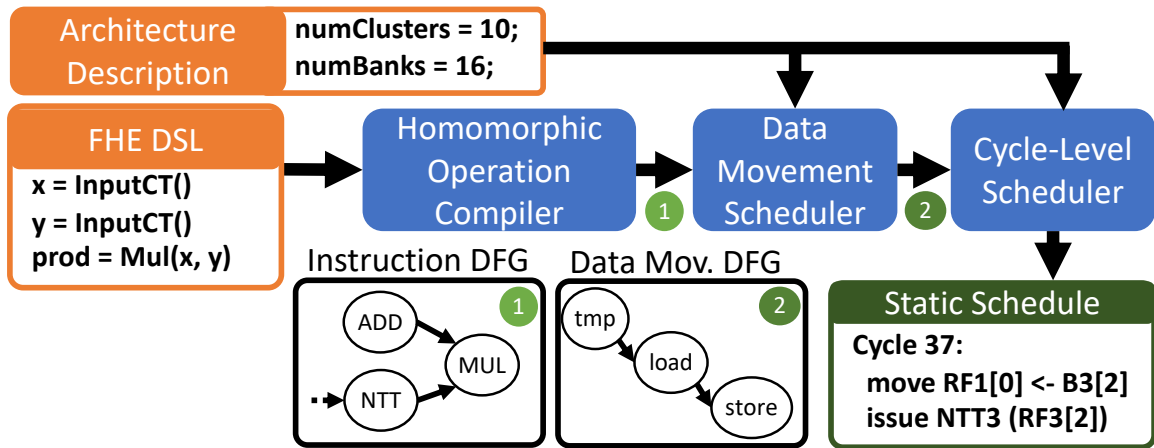 Architecture
Description
numClusters = 10;
numBanks = 16;
FHE DSL
x = InputCT()
y = InputCT()
prod = Mul(x, y)
Homomorphic
Operation
Compiler
1
Data
Movement
Scheduler
2
Cycle-Level
Scheduler
Instruction DFG
1
ADD
MUL
NTT
Data Mov. DFG
2
tmp
load
store
Static Schedule
Cycle 37:
move RF1[0] <- B3[2]
issue NTT3 (RF3[2])